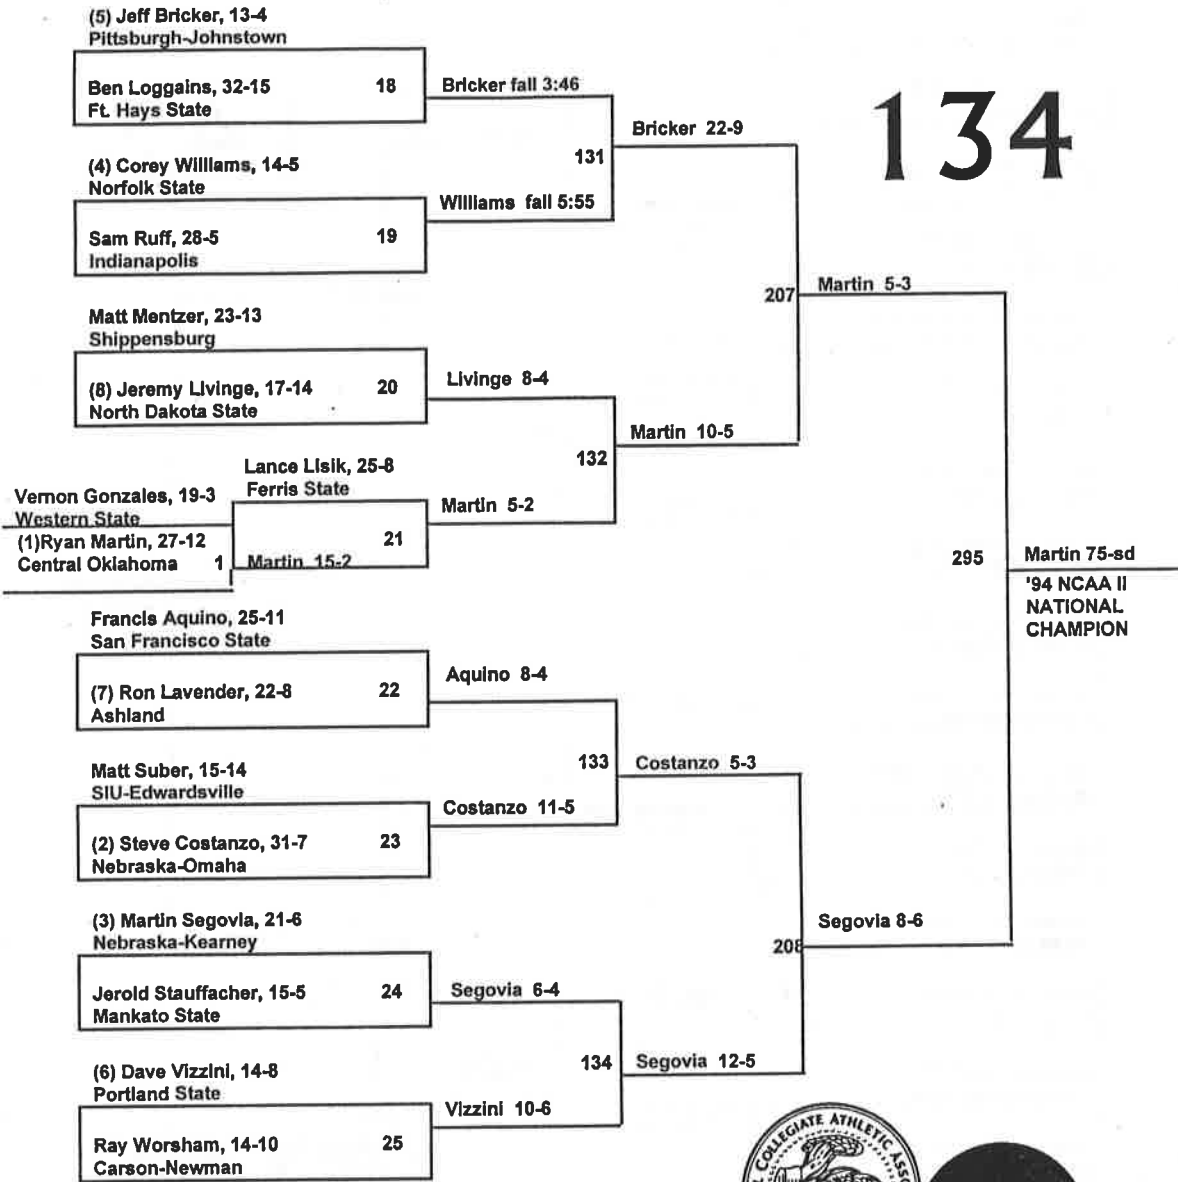 (5) Jeff Bricker, 13-4
Pittsburgh-Johnstown
Ben Loggains, 32-15 18
Ft. Hays State
Bricker fall 3:46
(4) Corey Williams, 14-5
Norfolk State
Sam Ruff, 28-5 19
Indianapolis
Williams fall 5:55
131
Bricker 22-9
134
Matt Mentzer, 23-13
Shippensburg
(8) Jeremy Livinge, 17-14 20
North Dakota State
Livinge 8-4
Vernon Gonzales, 19-3
Western State
(1)Ryan Martin, 27-12
Central Oklahoma 1
Lance Lisik, 25-8
Ferris State
21
Martin 15-2
Martin 5-2
132
Martin 10-5
207
Martin 5-3
Francis Aquino, 25-11
San Francisco State
(7) Ron Lavender, 22-8 22
Ashland
Aquino 8-4
Matt Suber, 15-14
SIU-Edwardsville
(2) Steve Costanzo, 31-7 23
Nebraska-Omaha
Costanzo 11-5
133
Costanzo 5-3
(3) Martin Segovia, 21-6
Nebraska-Kearney
Jerold Stauffacher, 15-5 24
Mankato State
Segovia 6-4
(6) Dave Vizzini, 14-8
Portland State
Ray Worsham, 14-10 25
Carson-Newman
Vizzini 10-6
134
Segovia 12-5
208
Segovia 8-6
295
Martin 75-sd
'94 NCAA II
NATIONAL
CHAMPION
COLLEGIATE ATHLETIC